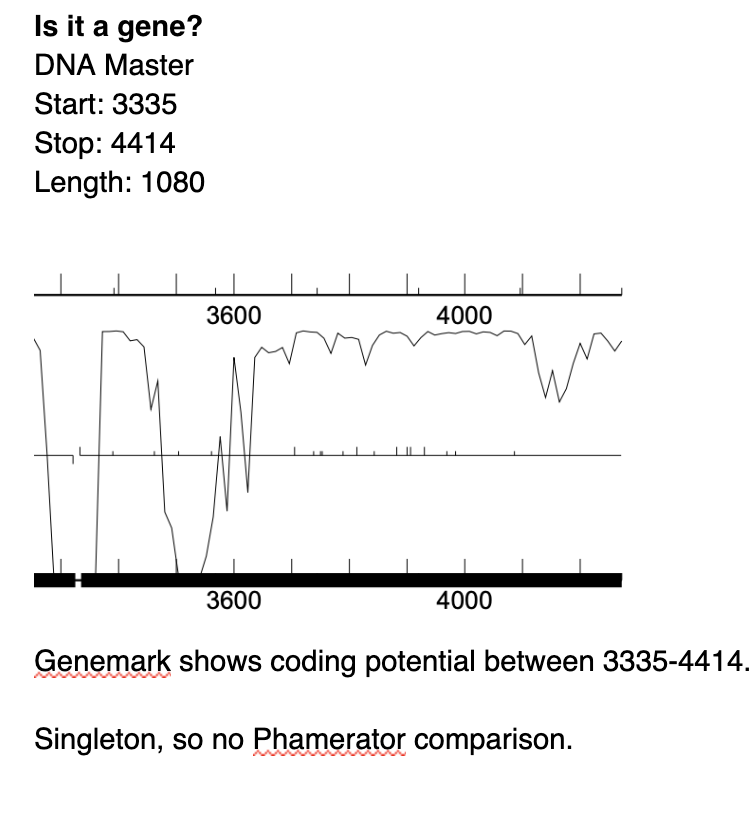 Is it a gene?
DNA Master
Start: 3335
Stop: 4414
Length: 1080
3600 4000
3600 4000
Genemark shows coding potential between 3335-4414.
Singleton, so no Phamerator comparison.